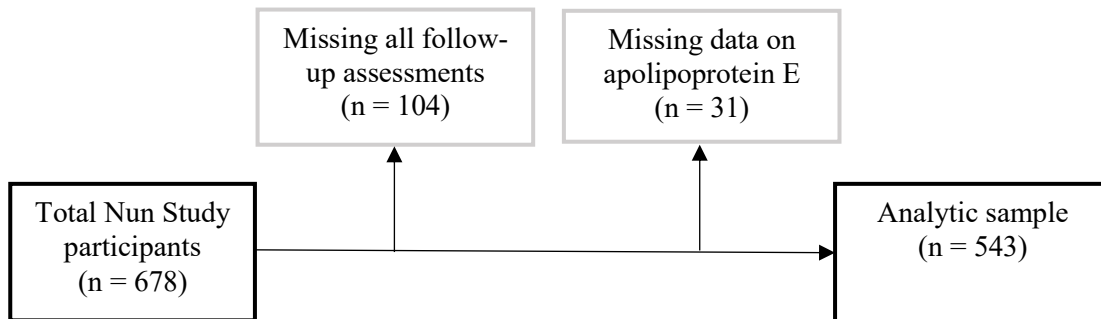 Missing all follow-
up assessments
(n = 104)
Missing data on
apolipoprotein E
(n = 31)
Total Nun Study
participants
(n = 678)
Analytic sample
(n = 543)